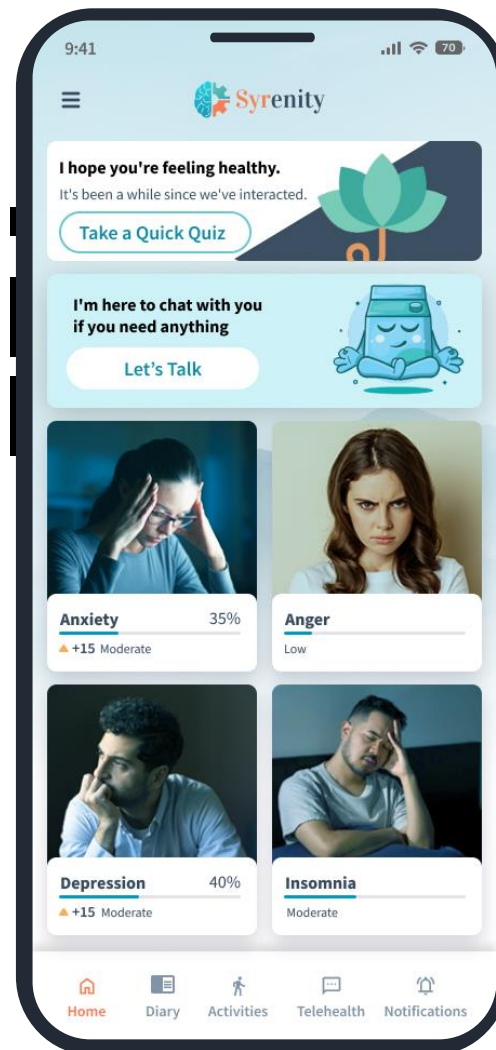 9:41
70
Syrenity
I hope you're feeling healthy.
It's been a while since we've interacted.
Take a Quick Quiz
I'm here to chat with you
if you need anything
Let's Talk
Anxiety 35%
+15 Moderate
Anger
Low
Depression 40%
+15 Moderate
Insomnia
Moderate
Home Diary Activities Telehealth Notifications